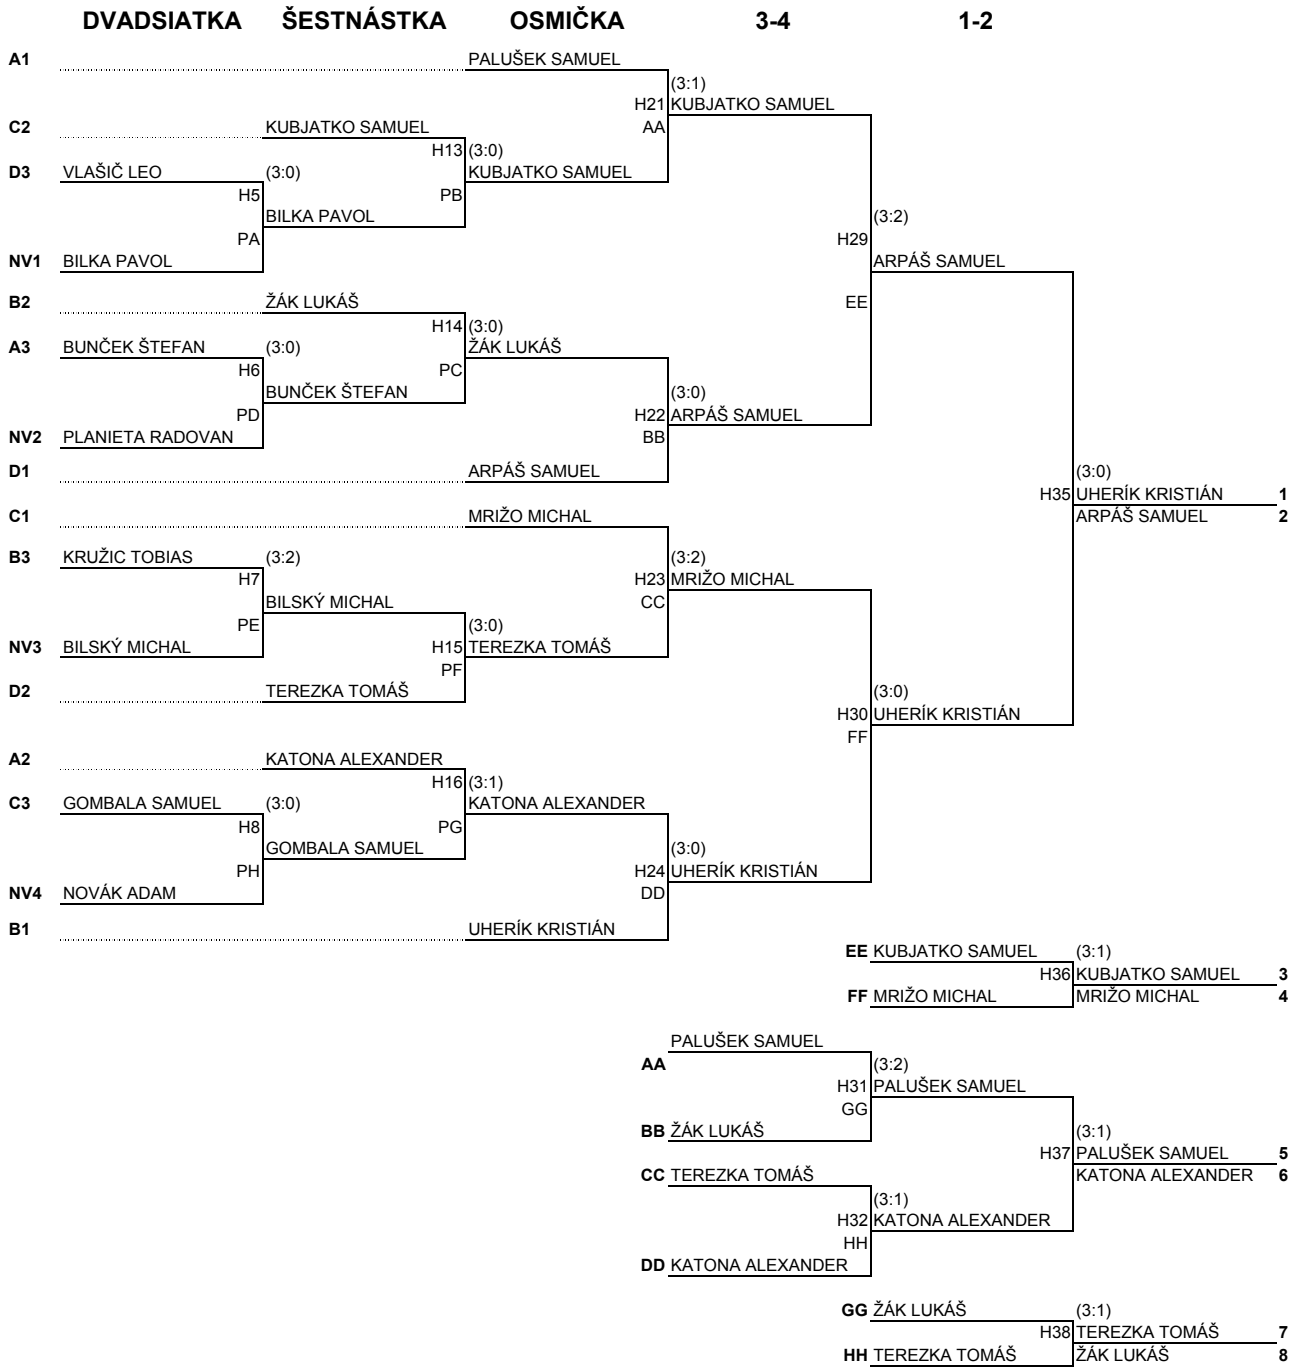 DVADSIATKA ŠESTNÁSTKA OSMIČKA 3-4 1-2
A1 PALUŠEK SAMUEL
(3:1)
H21 KUBJATKO SAMUEL
C2 KUBJATKO SAMUEL AA
H13 (3:0)
D3 VLAŠIČ LEO (3:0) KUBJATKO SAMUEL
H5 PB
BILKA PAVOL (3:2)
PA H29
NV1 BILKA PAVOL ARPÁŠ SAMUEL
B2 ŽÁK LUKÁŠ EE
H14 (3:0)
A3 BUNČEK ŠTEFAN (3:0) ŽÁK LUKÁŠ
H6 PC
BUNČEK ŠTEFAN (3:0)
PD H22 ARPÁŠ SAMUEL
NV2 PLANIETA RADOVAN BB
D1 ARPÁŠ SAMUEL (3:0)
H35 UHERÍK KRISTIÁN 1
C1 MRIŽO MICHAL ARPÁŠ SAMUEL 2
B3 KRUŽIC TOBIAS (3:2) (3:2)
H7 H23 MRIŽO MICHAL
BILSKÝ MICHAL CC
PE (3:0)
NV3 BILSKÝ MICHAL H15 TEREZKA TOMÁŠ
PF
D2 TEREZKA TOMÁŠ (3:0)
H30 UHERÍK KRISTIÁN
FF
A2 KATONA ALEXANDER
H16 (3:1)
C3 GOMBALA SAMUEL (3:0) KATONA ALEXANDER
H8 PG
GOMBALA SAMUEL (3:0)
PH H24 UHERÍK KRISTIÁN
NV4 NOVÁK ADAM DD
B1 UHERÍK KRISTIÁN
EE KUBJATKO SAMUEL (3:1)
H36 KUBJATKO SAMUEL 3
FF MRIŽO MICHAL MRIŽO MICHAL 4
PALUŠEK SAMUEL
AA (3:2)
H31 PALUŠEK SAMUEL
GG
BB ŽÁK LUKÁŠ (3:1)
H37 PALUŠEK SAMUEL 5
CC TEREZKA TOMÁŠ KATONA ALEXANDER 6
(3:1)
H32 KATONA ALEXANDER
HH
DD KATONA ALEXANDER
GG ŽÁK LUKÁŠ (3:1)
H38 TEREZKA TOMÁŠ 7
HH TEREZKA TOMÁŠ ŽÁK LUKÁŠ 8